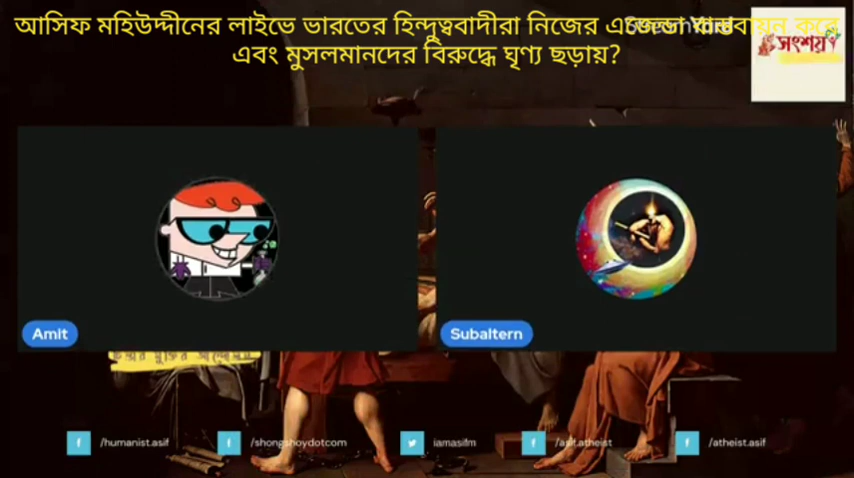 আসিফ মহিউদ্দীনের লাইভে ভারতের হিন্দুত্ববাদীরা নিজের এজেন্ডা বাস্তবায়ন করে
এবং মুসলমানদের বিরুদ্ধে ঘৃণ্য ছড়ায়?
সংশয়
Amit
Subaltern
/humanist.asif
/shongshoydotcom
iamasifm
/asif.atheist
/atheist.asif